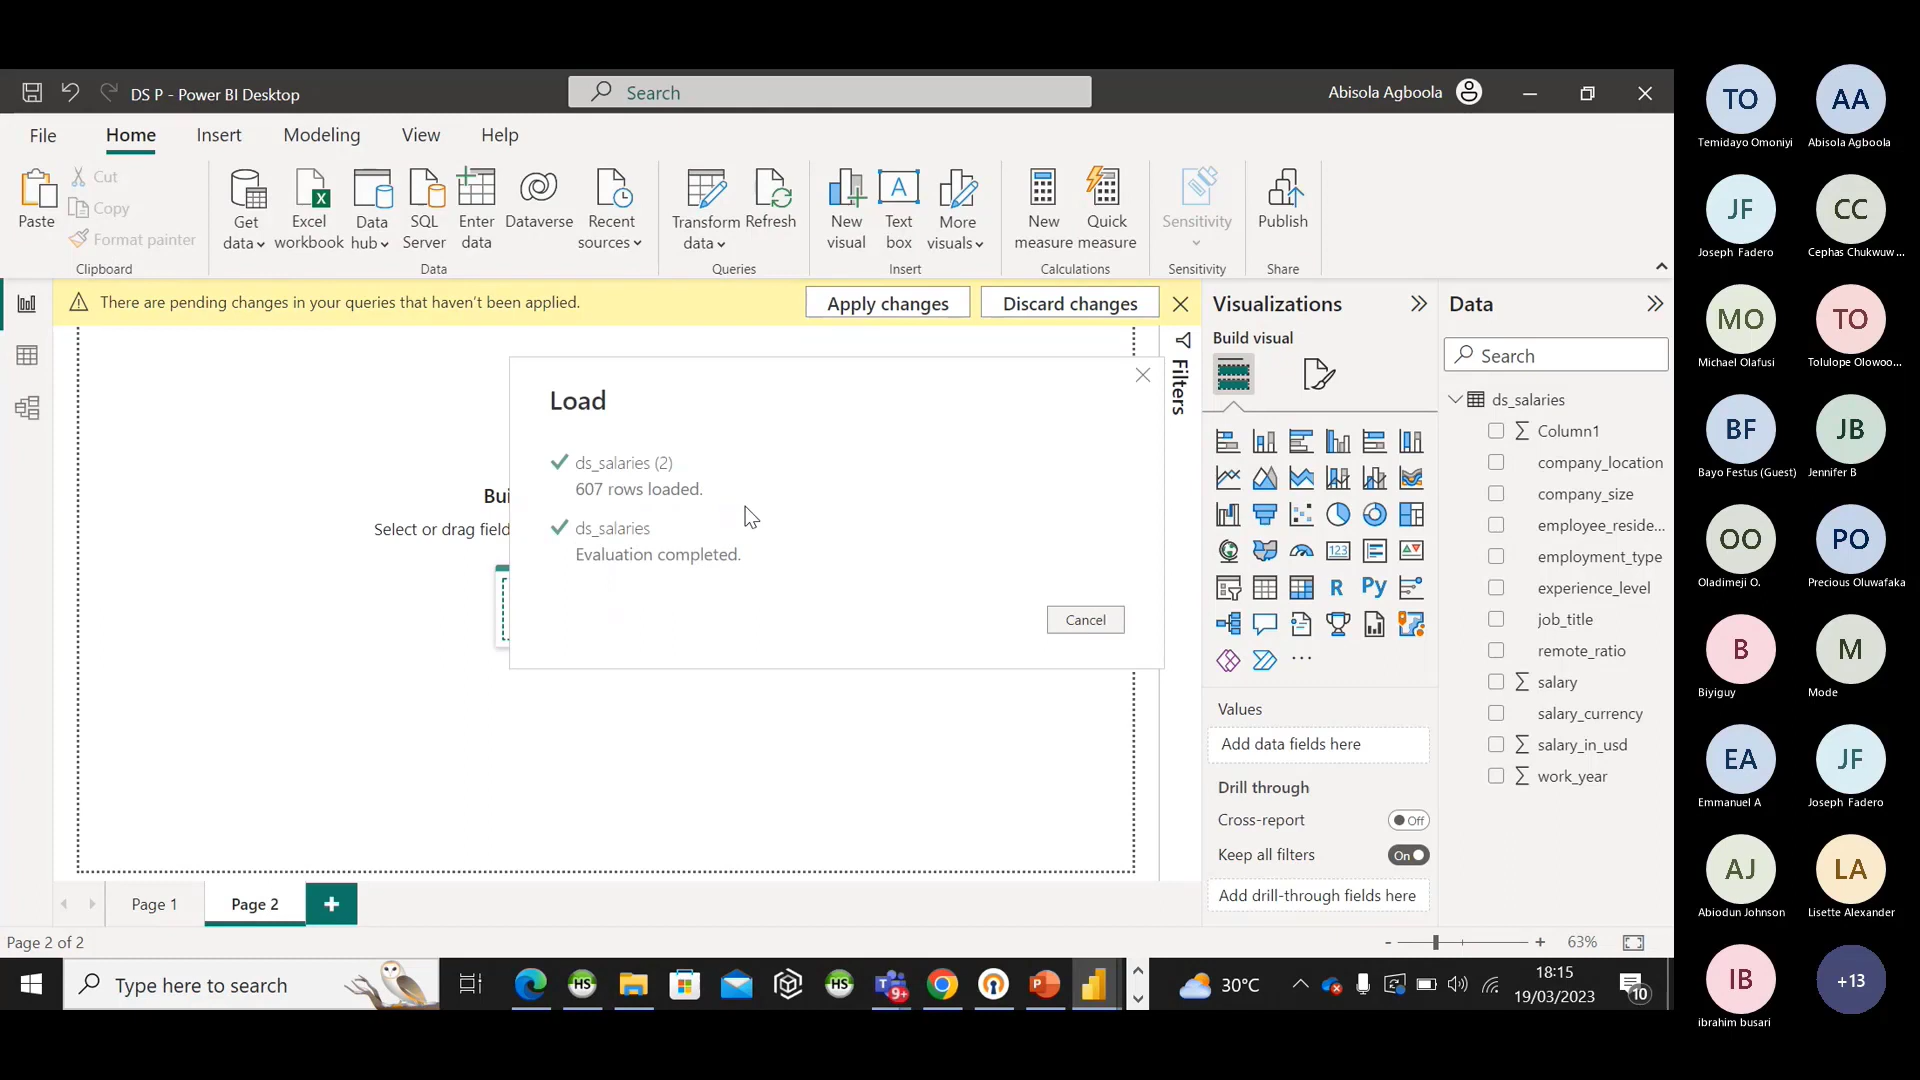 DS P - Power BI Desktop
Search
Abisola Agboola
File
Home
Insert
Modeling
View
Help
Paste
Cut
Copy
Format painter
Clipboard
Get
data
Excel
workbook
Data
hub
SQL
Server
Enter
data
Dataverse
Recent
sources
Data
Transform
data
Refresh
Queries
New
visual
Text
box
More
visuals
Insert
New
measure
Quick
measure
Calculations
Sensitivity
Sensitivity
Publish
Share
There are pending changes in your queries that haven't been applied.
Apply changes
Discard changes
Bui
Select or drag field
Load
ds_salaries (2)
607 rows loaded.
ds_salaries
Evaluation completed.
Cancel
Filters
Visualizations
Build visual
123
R
Py
Values
Add data fields here
Drill through
Cross-report
Off
Keep all filters
On
Add drill-through fields here
Data
Search
ds_salaries
Column1
company_location
company_size
employee_reside...
employment_type
experience_level
job_title
remote_ratio
salary
salary_currency
salary_in_usd
work_year
Page 1
Page 2
Page 2 of 2
63%
Type here to search
HS
HS
9+
P
30°C
18:15
19/03/2023
10
TO
Temidayo Omoniyi
AA
Abisola Agboola
JF
Joseph Fadero
CC
Cephas Chukwuw...
MO
Michael Olafusi
TO
Tolulope Olowoo...
BF
Bayo Festus (Guest)
JB
Jennifer B
OO
Oladimeji O.
PO
Precious Oluwafaka
B
Biyiguy
M
Mode
EA
Emmanuel A
JF
Joseph Fadero
AJ
Abiodun Johnson
LA
Lisette Alexander
IB
ibrahim busari
+13